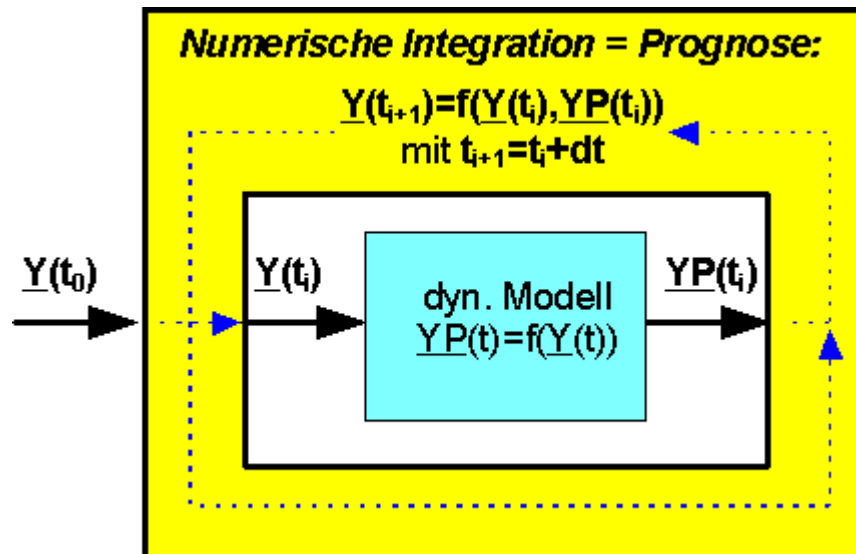 Numerische Integration = Prognose:
Y(tᵢ₊₁)=f(Y(tᵢ),YP(tᵢ))
mit tᵢ₊₁=tᵢ+dt
Y(t₀)
Y(tᵢ)
YP(tᵢ)
dyn. Modell
YP(t)=f(Y(t))